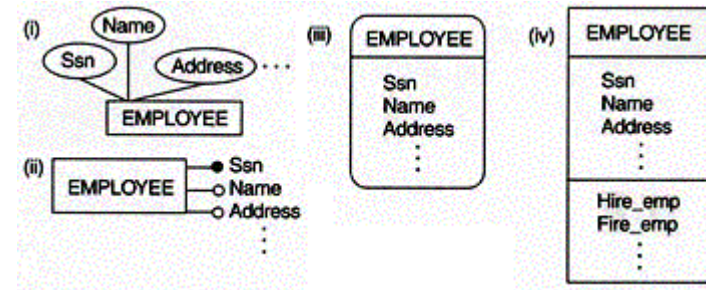 (i)
Name
Ssn
Address ...
EMPLOYEE
(ii)
EMPLOYEE
Ssn
Name
Address
(iii)
EMPLOYEE
Ssn
Name
Address
(iv)
EMPLOYEE
Ssn
Name
Address
Hire_emp
Fire_emp